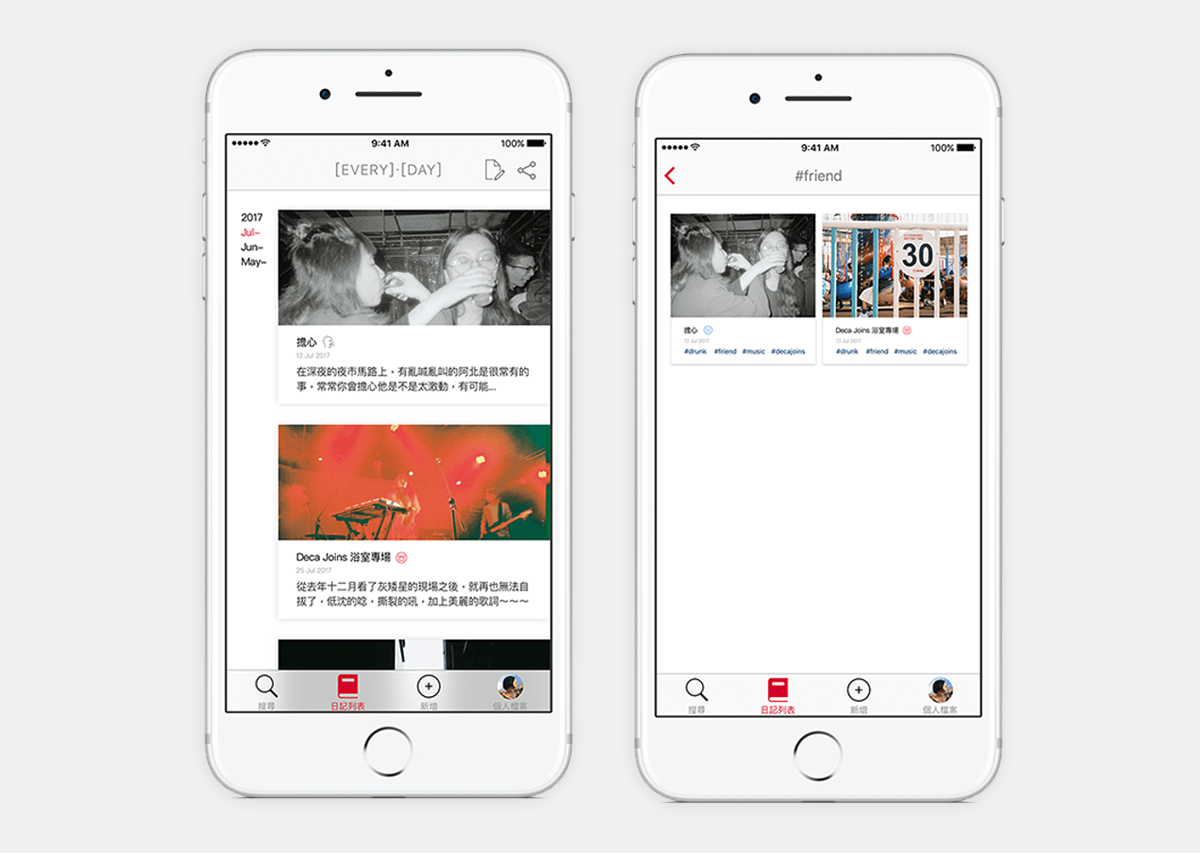 9:41 AM
100%
[EVERY]·[DAY]
2017
Jul–
Jun–
May–
擔心
13 Jul 2017
在深夜的夜市馬路上，有亂喊亂叫的阿北是很常有的
事，常常你會擔心他是不是太激動，有可能...
Deca Joins 浴室專場
25 Jul 2017
從去年十二月看了灰矮星的現場之後，就再也無法自
拔了，低沈的唸，撕裂的吼，加上美麗的歌詞～～～
搜尋
日記列表
新增
個人檔案
9:41 AM
100%
#friend
30
擔心
13 Jul 2017
#drunk #friend #music #decajoins
Deca Joins 浴室專場
13 Jul 2017
#drunk #friend #music #decajoins
搜尋
日記列表
新增
個人檔案